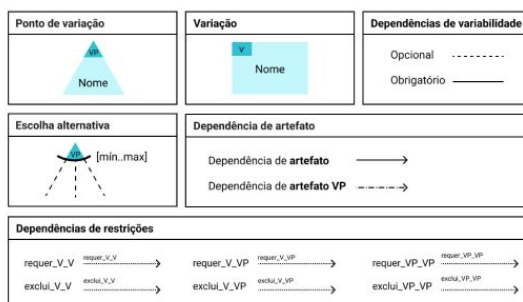 Ponto de variação
VP
Nome
Variação
V
Nome
Dependências de variabilidade
Opcional
Obrigatório
Escolha alternativa
VP
[mín..max]
Dependência de artefato
Dependência de artefato
Dependência de artefato VP
Dependências de restrições
requer_V_V requer_V_V
exclui_V_V exclui_V_V
requer_V_VP requer_V_VP
exclui_V_VP exclui_V_VP
requer_VP_VP requer_VP_VP
exclui_VP_VP exclui_VP_VP